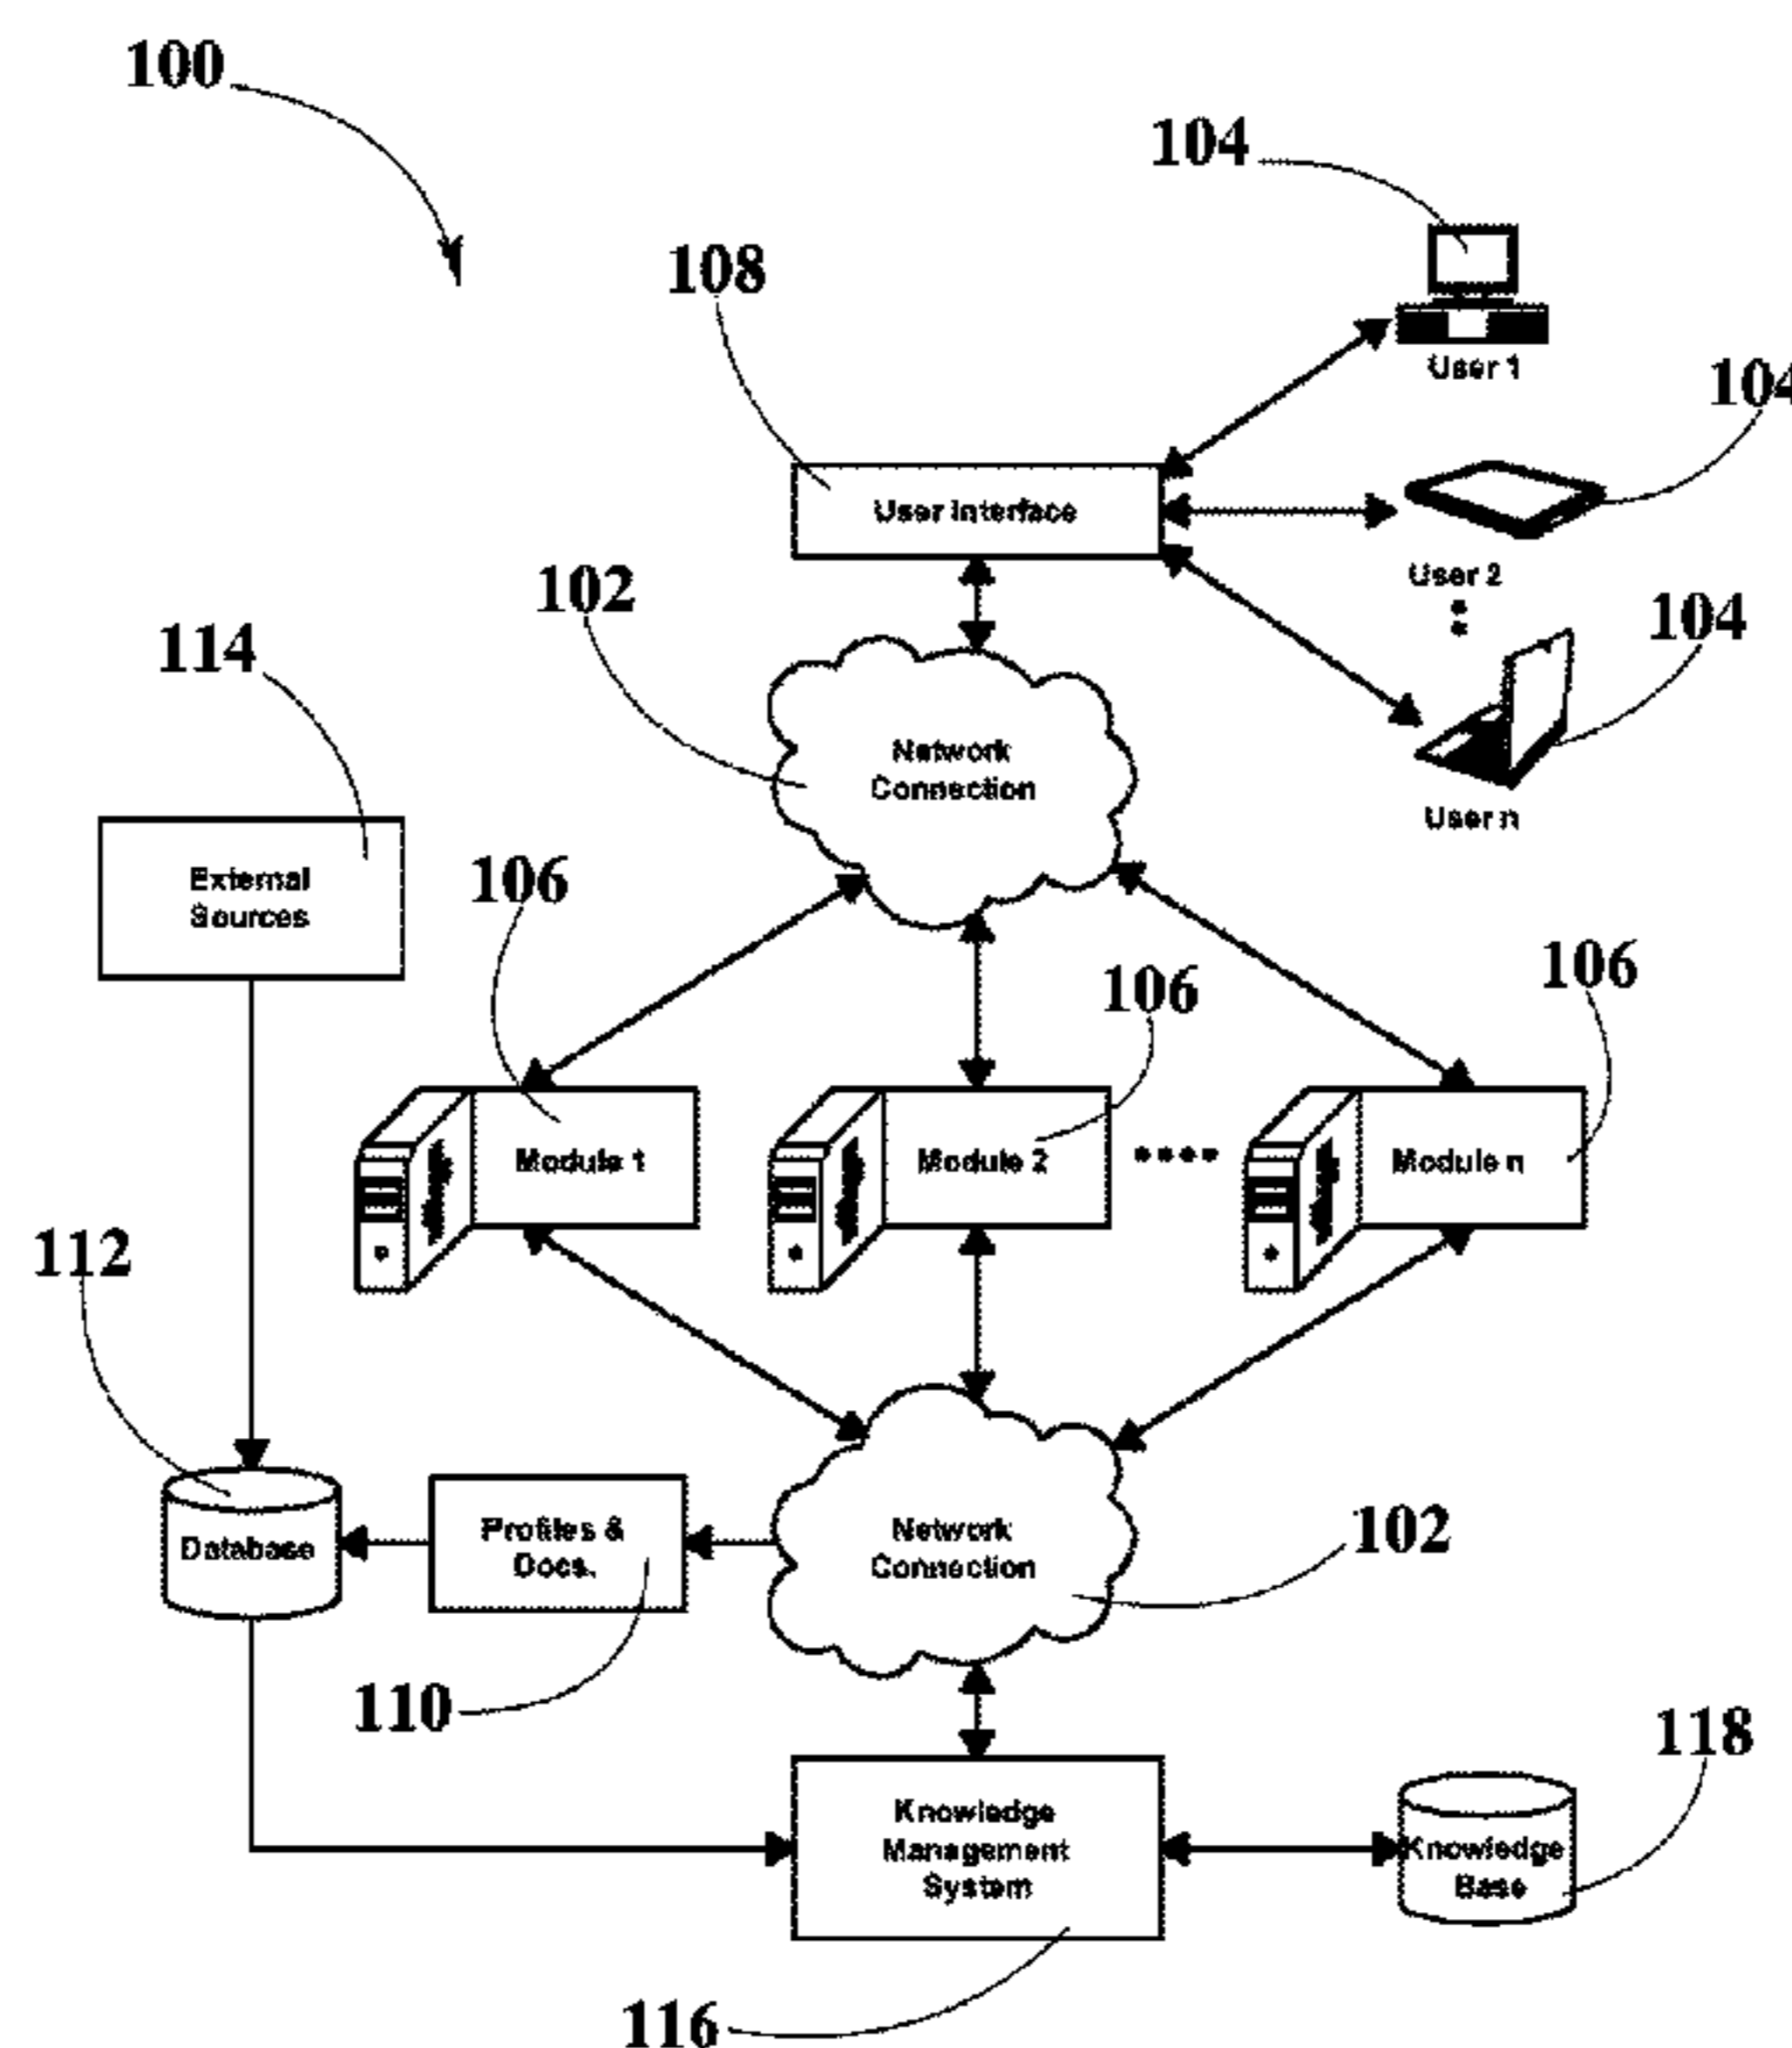 100
104
108
User 1
104
User Interface
102
User 2
104
114
Network
Connection
User n
External
Sources
106
106
106
Module 1
Module 2
Module n
112
102
Profiles &
Docs.
Database
Network
Connection
110
118
Knowledge
Management
System
Knowledge
Base
116